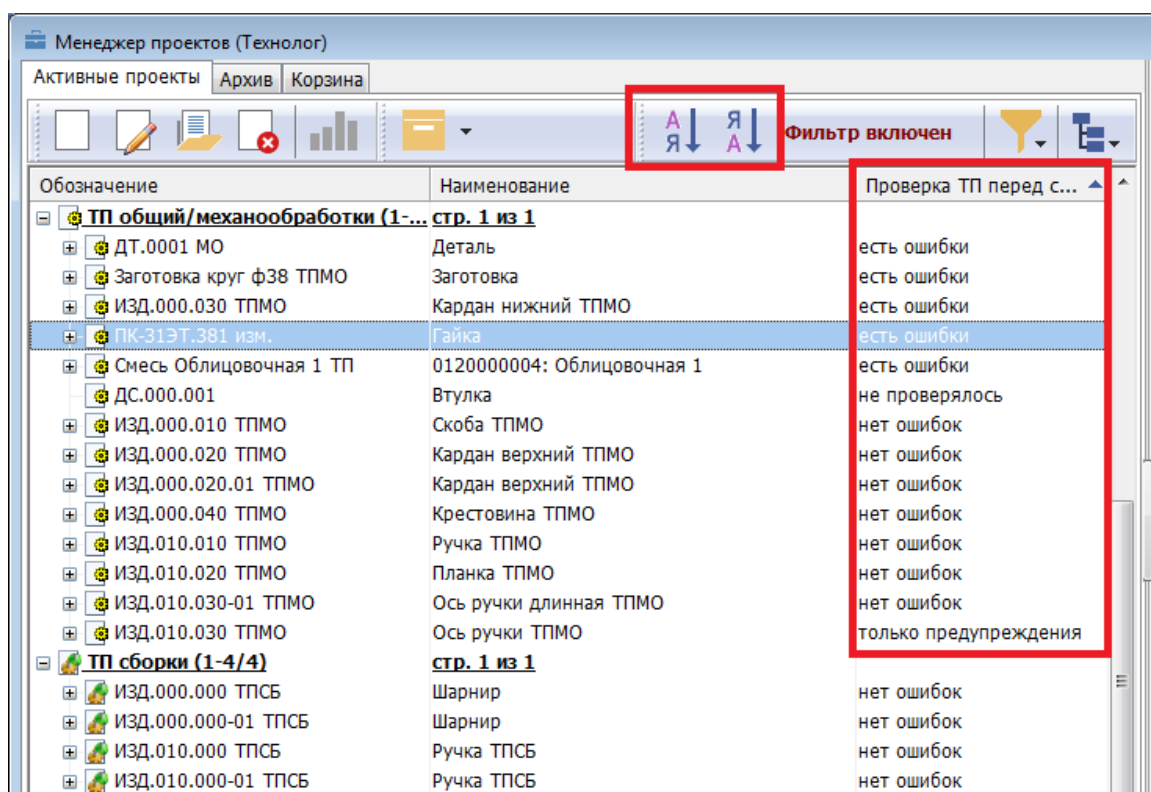 Менеджер проектов (Технолог)
Активные проекты Архив Корзина
А Я Я А Фильтр включен
Обозначение Наименование Проверка ТП перед с...
ТП общий/механообработки (1-... стр. 1 из 1
ДТ.0001 МО Деталь есть ошибки
Заготовка круг ф38 ТПМО Заготовка есть ошибки
ИЗД.000.030 ТПМО Кардан нижний ТПМО есть ошибки
ПК-31ЭТ.381 изм. Гайка есть ошибки
Смесь Облицовочная 1 ТП 0120000004: Облицовочная 1 есть ошибки
ДС.000.001 Втулка не проверялось
ИЗД.000.010 ТПМО Скоба ТПМО нет ошибок
ИЗД.000.020 ТПМО Кардан верхний ТПМО нет ошибок
ИЗД.000.020.01 ТПМО Кардан верхний ТПМО нет ошибок
ИЗД.000.040 ТПМО Крестовина ТПМО нет ошибок
ИЗД.010.010 ТПМО Ручка ТПМО нет ошибок
ИЗД.010.020 ТПМО Планка ТПМО нет ошибок
ИЗД.010.030-01 ТПМО Ось ручки длинная ТПМО нет ошибок
ИЗД.010.030 ТПМО Ось ручки ТПМО только предупреждения
ТП сборки (1-4/4) стр. 1 из 1
ИЗД.000.000 ТПСБ Шарнир нет ошибок
ИЗД.000.000-01 ТПСБ Шарнир нет ошибок
ИЗД.010.000 ТПСБ Ручка ТПСБ нет ошибок
ИЗД.010.000-01 ТПСБ Ручка ТПСБ нет ошибок